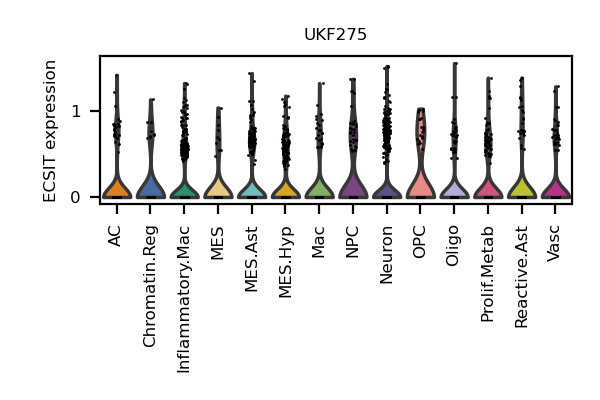 UKF275
ECSIT expression
1
0
AC
Chromatin.Reg
Inflammatory.Mac
MES
MES.Ast
MES.Hyp
Mac
NPC
Neuron
OPC
Oligo
Prolif.Metab
Reactive.Ast
Vasc